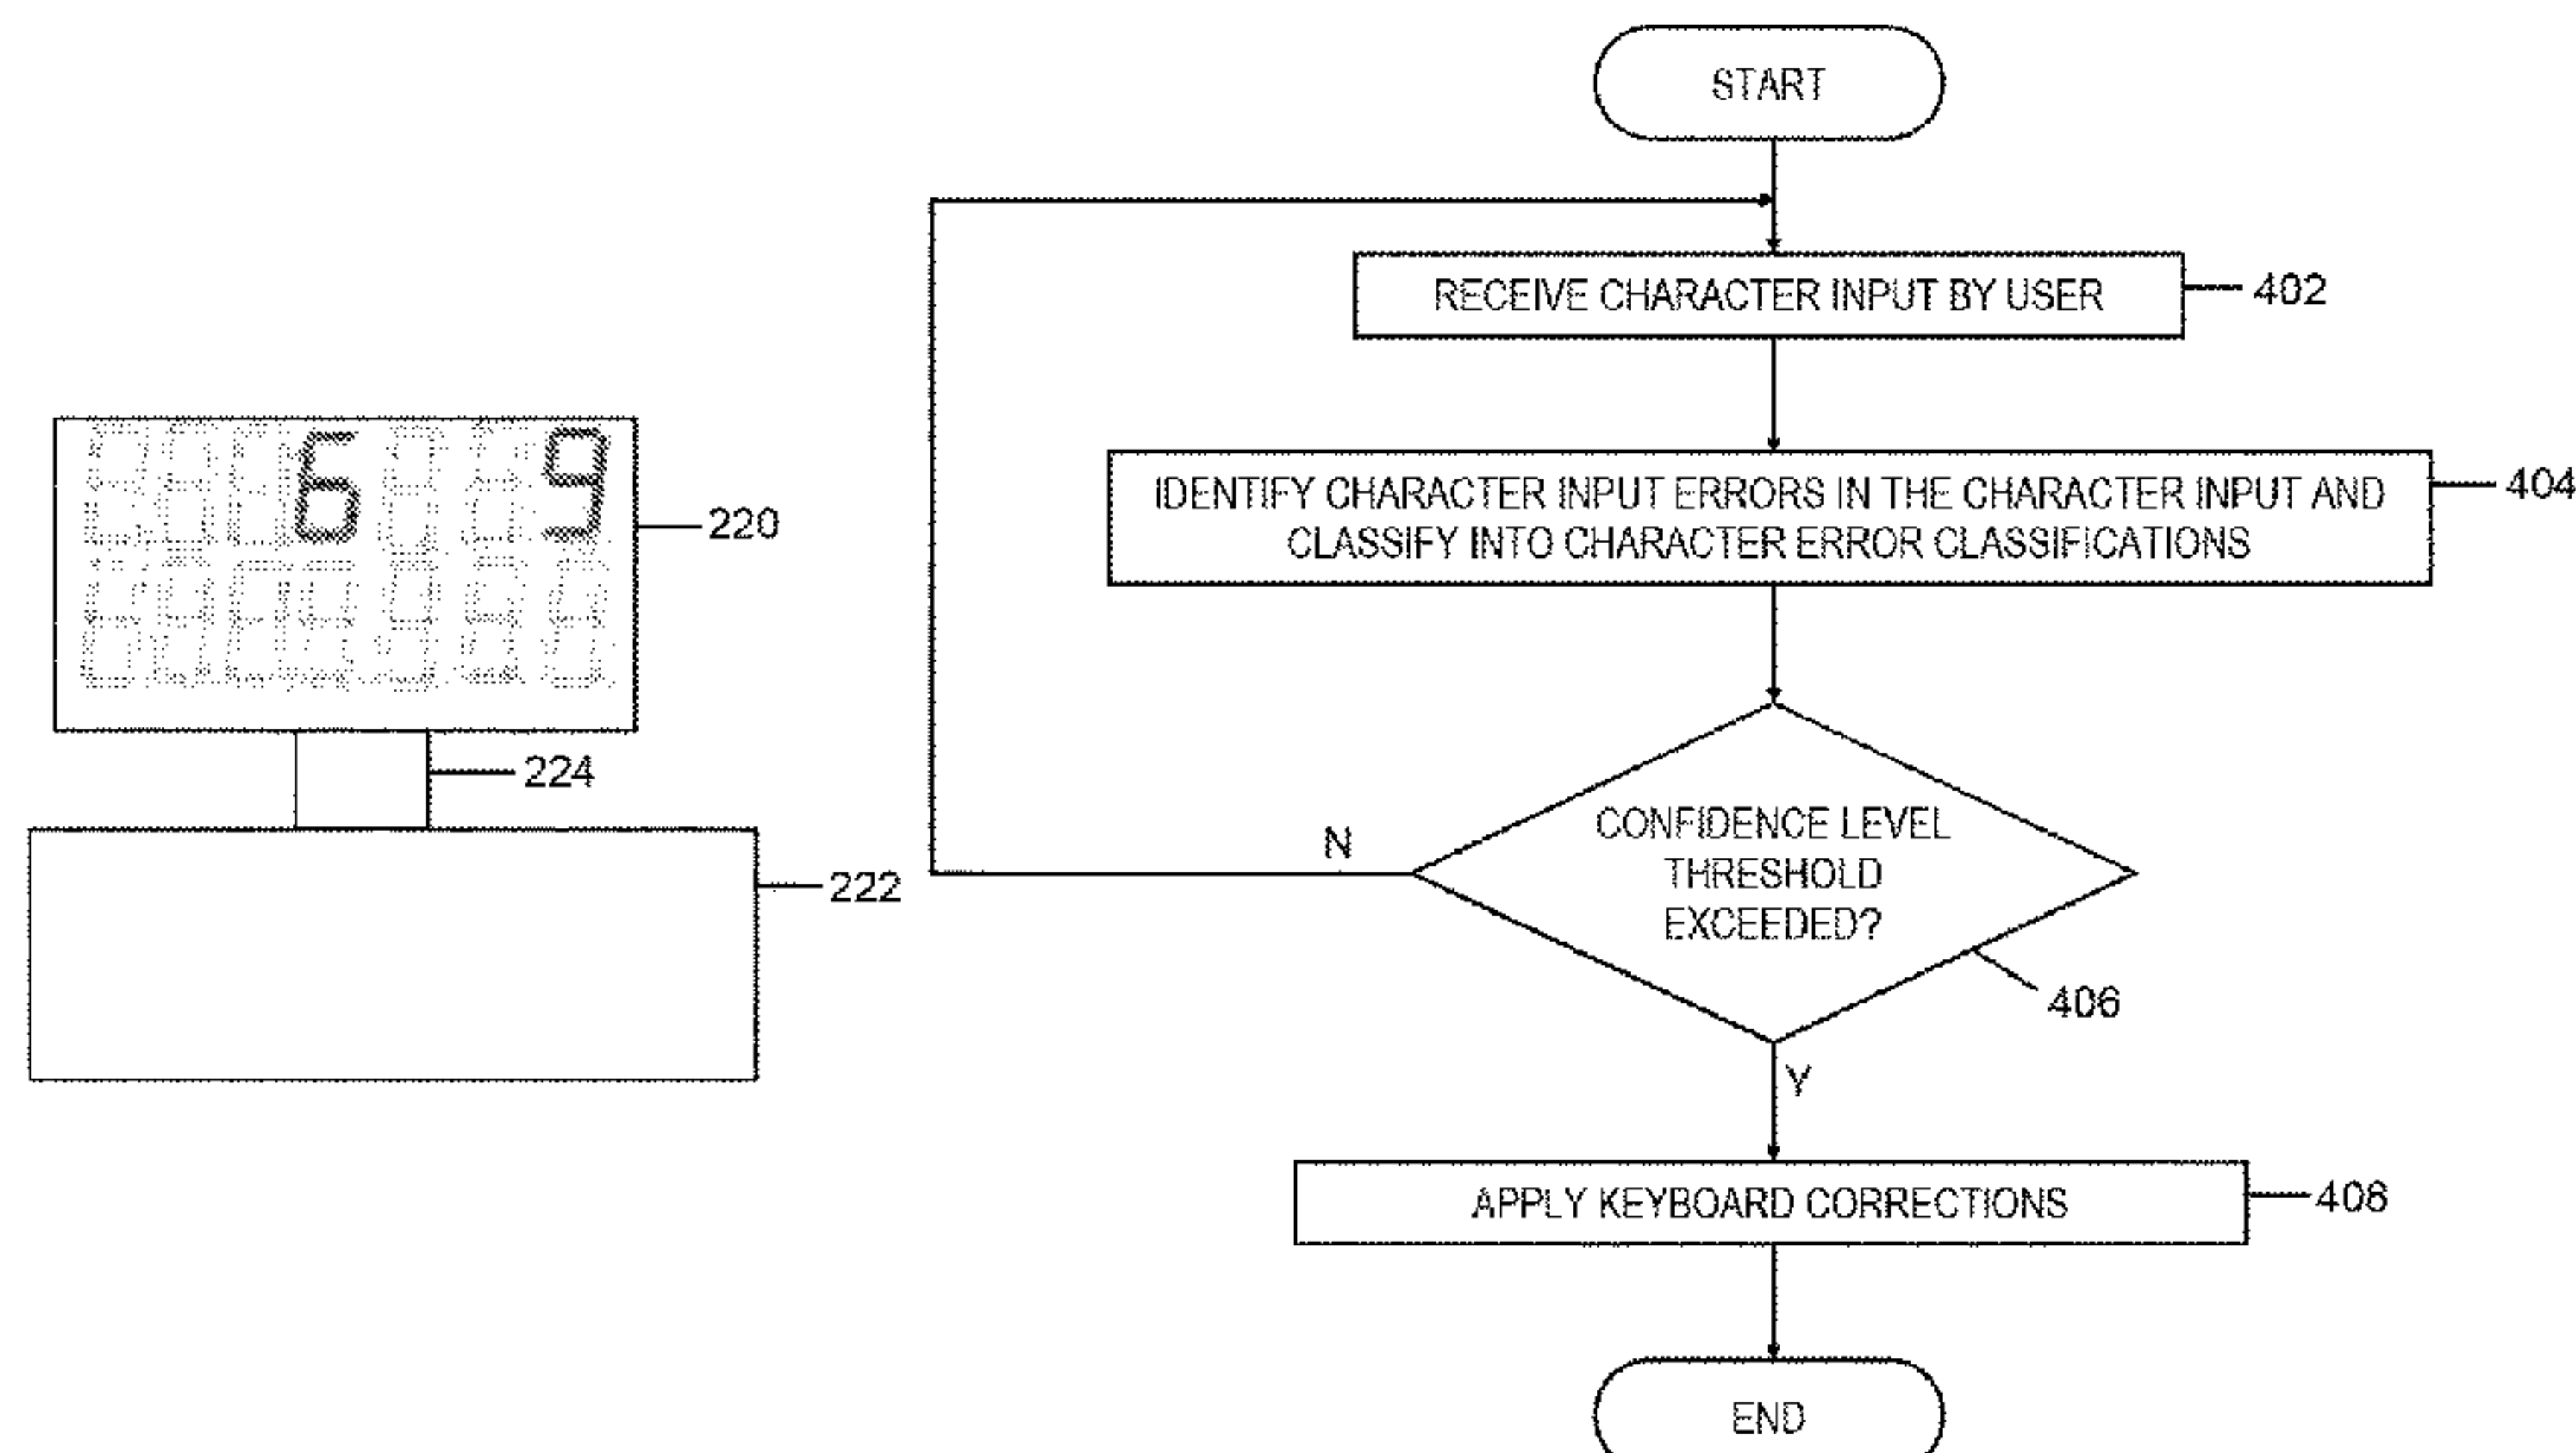 START
RECEIVE CHARACTER INPUT BY USER
402
IDENTIFY CHARACTER INPUT ERRORS IN THE CHARACTER INPUT AND
CLASSIFY INTO CHARACTER ERROR CLASSIFICATIONS
404
6 9
220
224
222
CONFIDENCE LEVEL
THRESHOLD
EXCEEDED?
N
406
Y
APPLY KEYBOARD CORRECTIONS
408
END